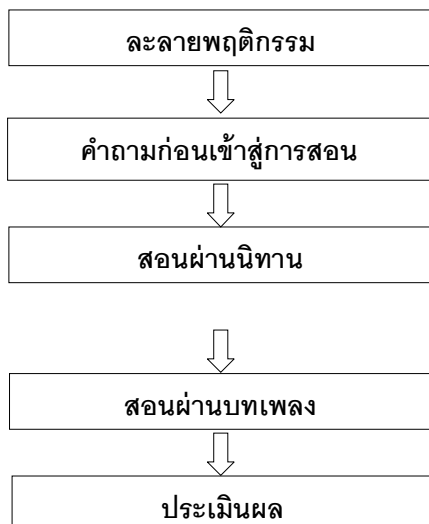 ละลายพฤติกรรม
คำถามก่อนเข้าสู่การสอน
สอนผ่านนิทาน
สอนผ่านบทเพลง
ประเมินผล